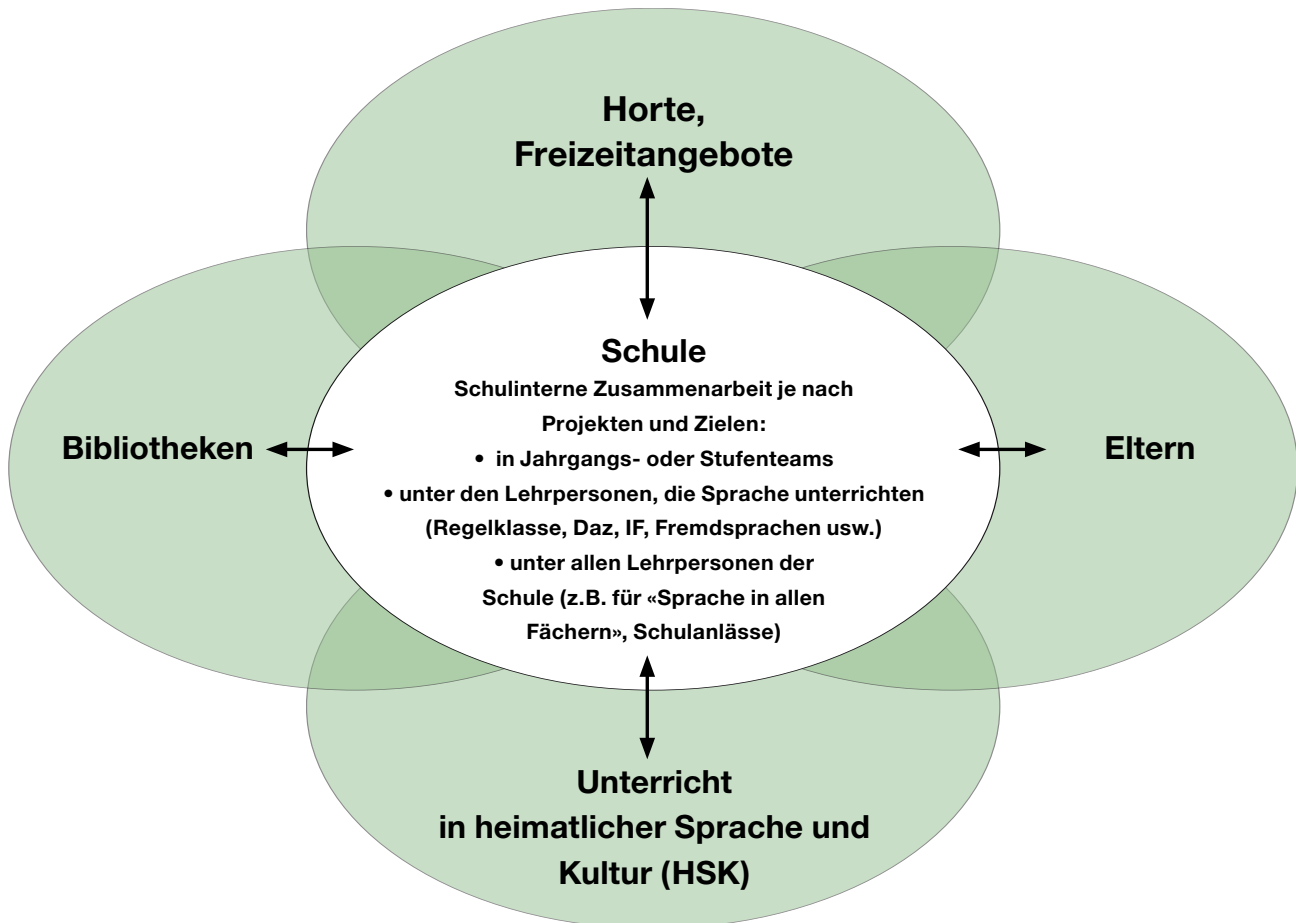 Horte,
Freizeitangebote
Schule
Schulinterne Zusammenarbeit je nach
Projekten und Zielen:
• in Jahrgangs- oder Stufenteams
• unter den Lehrpersonen, die Sprache unterrichten
(Regelklasse, Daz, IF, Fremdsprachen usw.)
• unter allen Lehrpersonen der
Schule (z.B. für «Sprache in allen
Fächern», Schulanlässe)
Bibliotheken
Eltern
Unterricht
in heimatlicher Sprache und
Kultur (HSK)